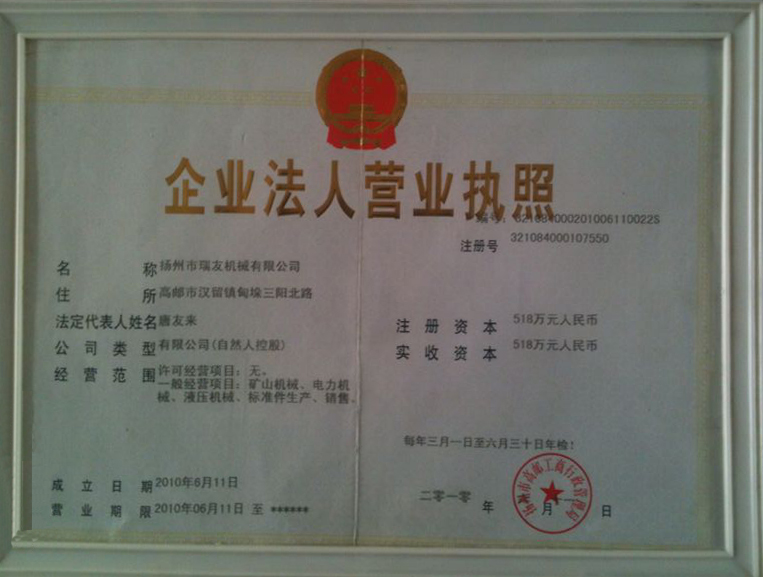 企业法人营业执照
编号：321084000201006110022S
注册号 321084000107550
名 称 扬州市瑞友机械有限公司
住 所 高邮市汉留镇甸垛三阳北路
法定代表人姓名 唐友来
注册资本 518万元人民币
公司类型 有限公司(自然人控股)
实收资本 518万元人民币
经营范围 许可经营项目：无。
一般经营项目：矿山机械、电力机
械、液压机械、标准件生产、销售。
每年三月一日至六月三十日年检！
成立日期 2010年6月11日
营业期限 2010年06月11日 至 ******
二零一零 年 月 日